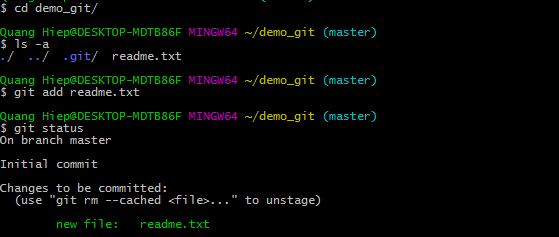 $ cd demo_git/
Quang Hiep@DESKTOP-MDTB86F MINGW64 ~/demo_git (master)
$ ls -a
./  ../  .git/  readme.txt
Quang Hiep@DESKTOP-MDTB86F MINGW64 ~/demo_git (master)
$ git add readme.txt
Quang Hiep@DESKTOP-MDTB86F MINGW64 ~/demo_git (master)
$ git status
On branch master
Initial commit
Changes to be committed:
  (use "git rm --cached <file>..." to unstage)
        new file:   readme.txt